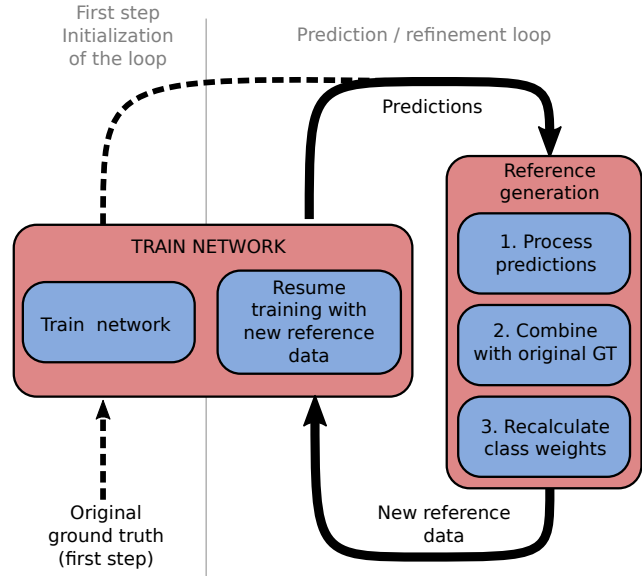 First step
Initialization
of the loop
Prediction / refinement loop
Predictions
Reference
generation
1. Process
predictions
2. Combine
with original GT
3. Recalculate
class weights
TRAIN NETWORK
Train network
Resume
training with
new reference
data
Original
ground truth
(first step)
New reference
data